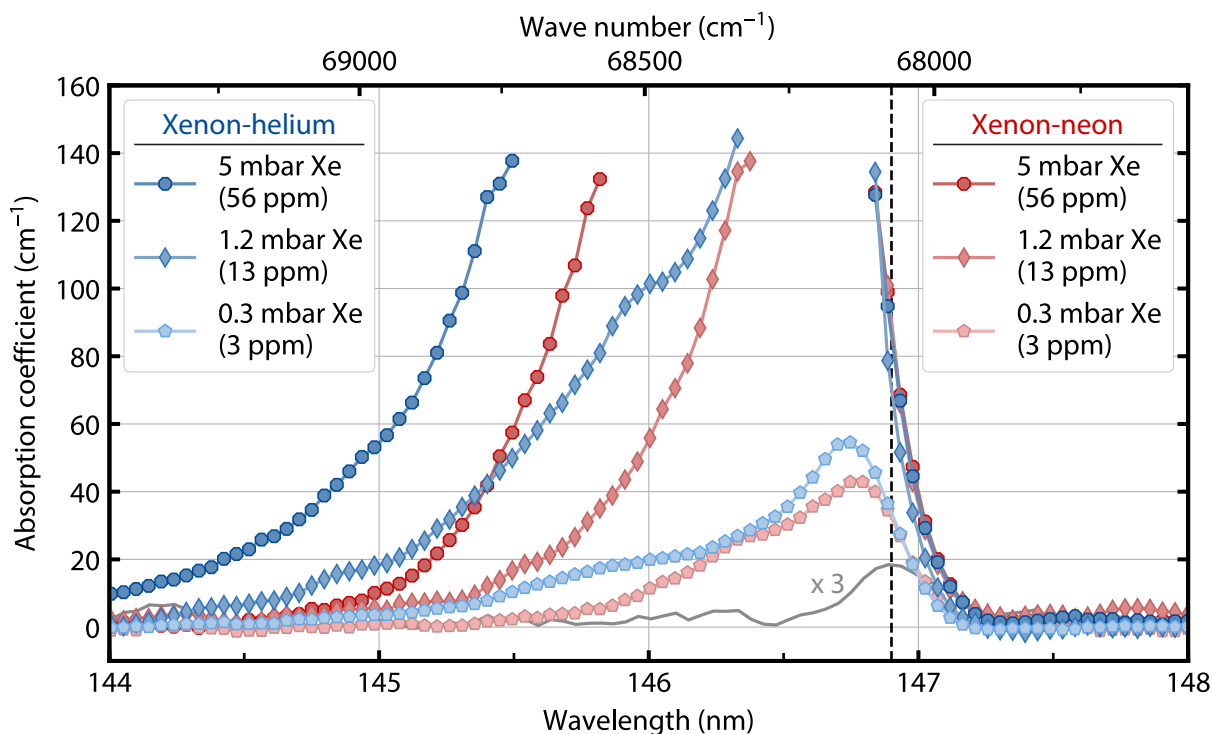 Wave number (cm⁻¹)
69000 68500 68000
160
140
120
100
80
60
40
20
0
Absorption coefficient (cm⁻¹)
Xenon-helium
5 mbar Xe
(56 ppm)
1.2 mbar Xe
(13 ppm)
0.3 mbar Xe
(3 ppm)
Xenon-neon
5 mbar Xe
(56 ppm)
1.2 mbar Xe
(13 ppm)
0.3 mbar Xe
(3 ppm)
x 3
144 145 146 147 148
Wavelength (nm)